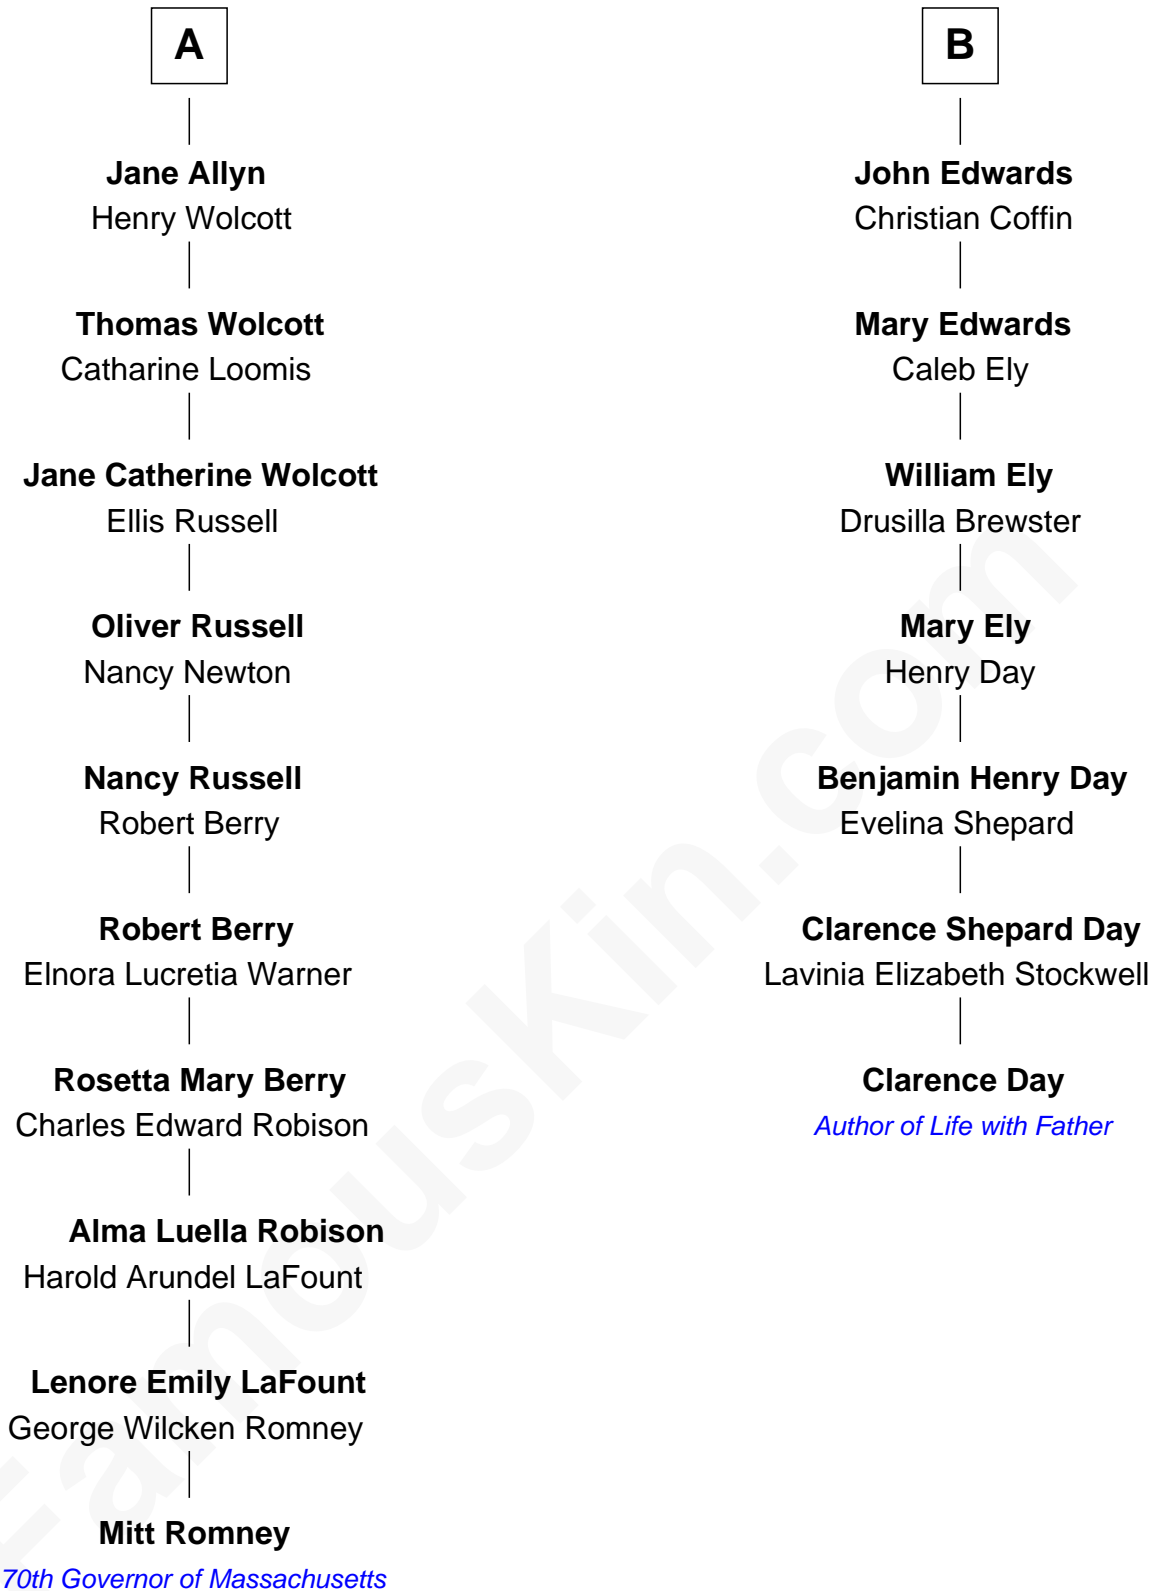 A
Jane Allyn
Henry Wolcott
Thomas Wolcott
Catharine Loomis
Jane Catherine Wolcott
Ellis Russell
Oliver Russell
Nancy Newton
Nancy Russell
Robert Berry
Robert Berry
Elnora Lucretia Warner
Rosetta Mary Berry
Charles Edward Robison
Alma Luella Robison
Harold Arundel LaFount
Lenore Emily LaFount
George Wilcken Romney
Mitt Romney
70th Governor of Massachusetts
B
John Edwards
Christian Coffin
Mary Edwards
Caleb Ely
William Ely
Drusilla Brewster
Mary Ely
Henry Day
Benjamin Henry Day
Evelina Shepard
Clarence Shepard Day
Lavinia Elizabeth Stockwell
Clarence Day
Author of Life with Father
FamousKin.com